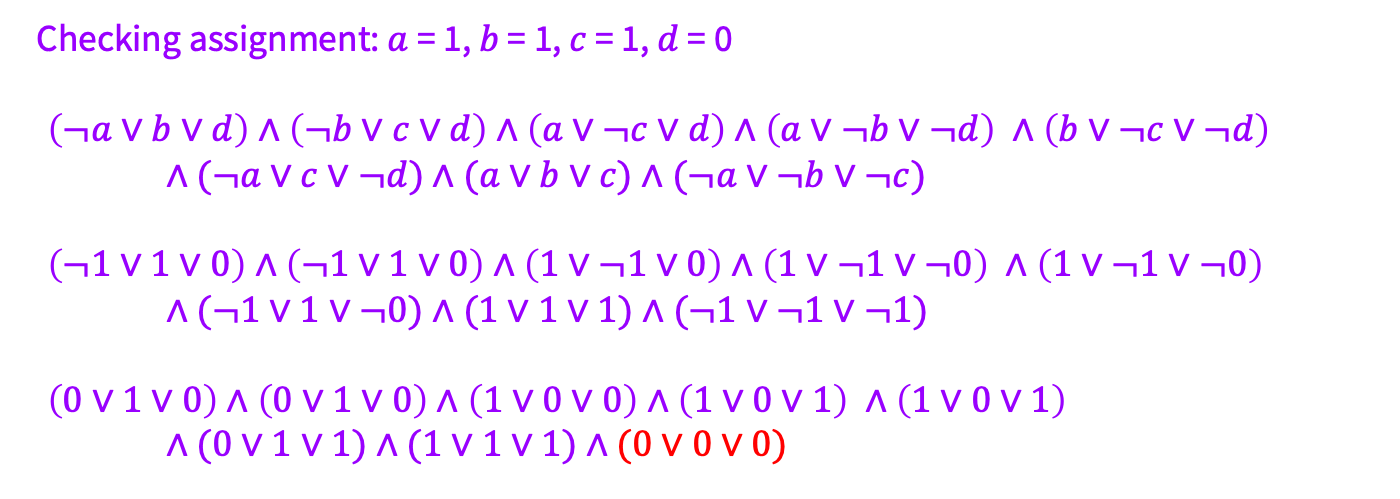 Checking assignment: a = 1, b = 1, c = 1, d = 0
(¬a ∨ b ∨ d) ∧ (¬b ∨ c ∨ d) ∧ (a ∨ ¬c ∨ d) ∧ (a ∨ ¬b ∨ ¬d) ∧ (b ∨ ¬c ∨ ¬d)
∧ (¬a ∨ c ∨ ¬d) ∧ (a ∨ b ∨ c) ∧ (¬a ∨ ¬b ∨ ¬c)
(¬1 ∨ 1 ∨ 0) ∧ (¬1 ∨ 1 ∨ 0) ∧ (1 ∨ ¬1 ∨ 0) ∧ (1 ∨ ¬1 ∨ ¬0) ∧ (1 ∨ ¬1 ∨ ¬0)
∧ (¬1 ∨ 1 ∨ ¬0) ∧ (1 ∨ 1 ∨ 1) ∧ (¬1 ∨ ¬1 ∨ ¬1)
(0 ∨ 1 ∨ 0) ∧ (0 ∨ 1 ∨ 0) ∧ (1 ∨ 0 ∨ 0) ∧ (1 ∨ 0 ∨ 1) ∧ (1 ∨ 0 ∨ 1)
∧ (0 ∨ 1 ∨ 1) ∧ (1 ∨ 1 ∨ 1) ∧ (0 ∨ 0 ∨ 0)